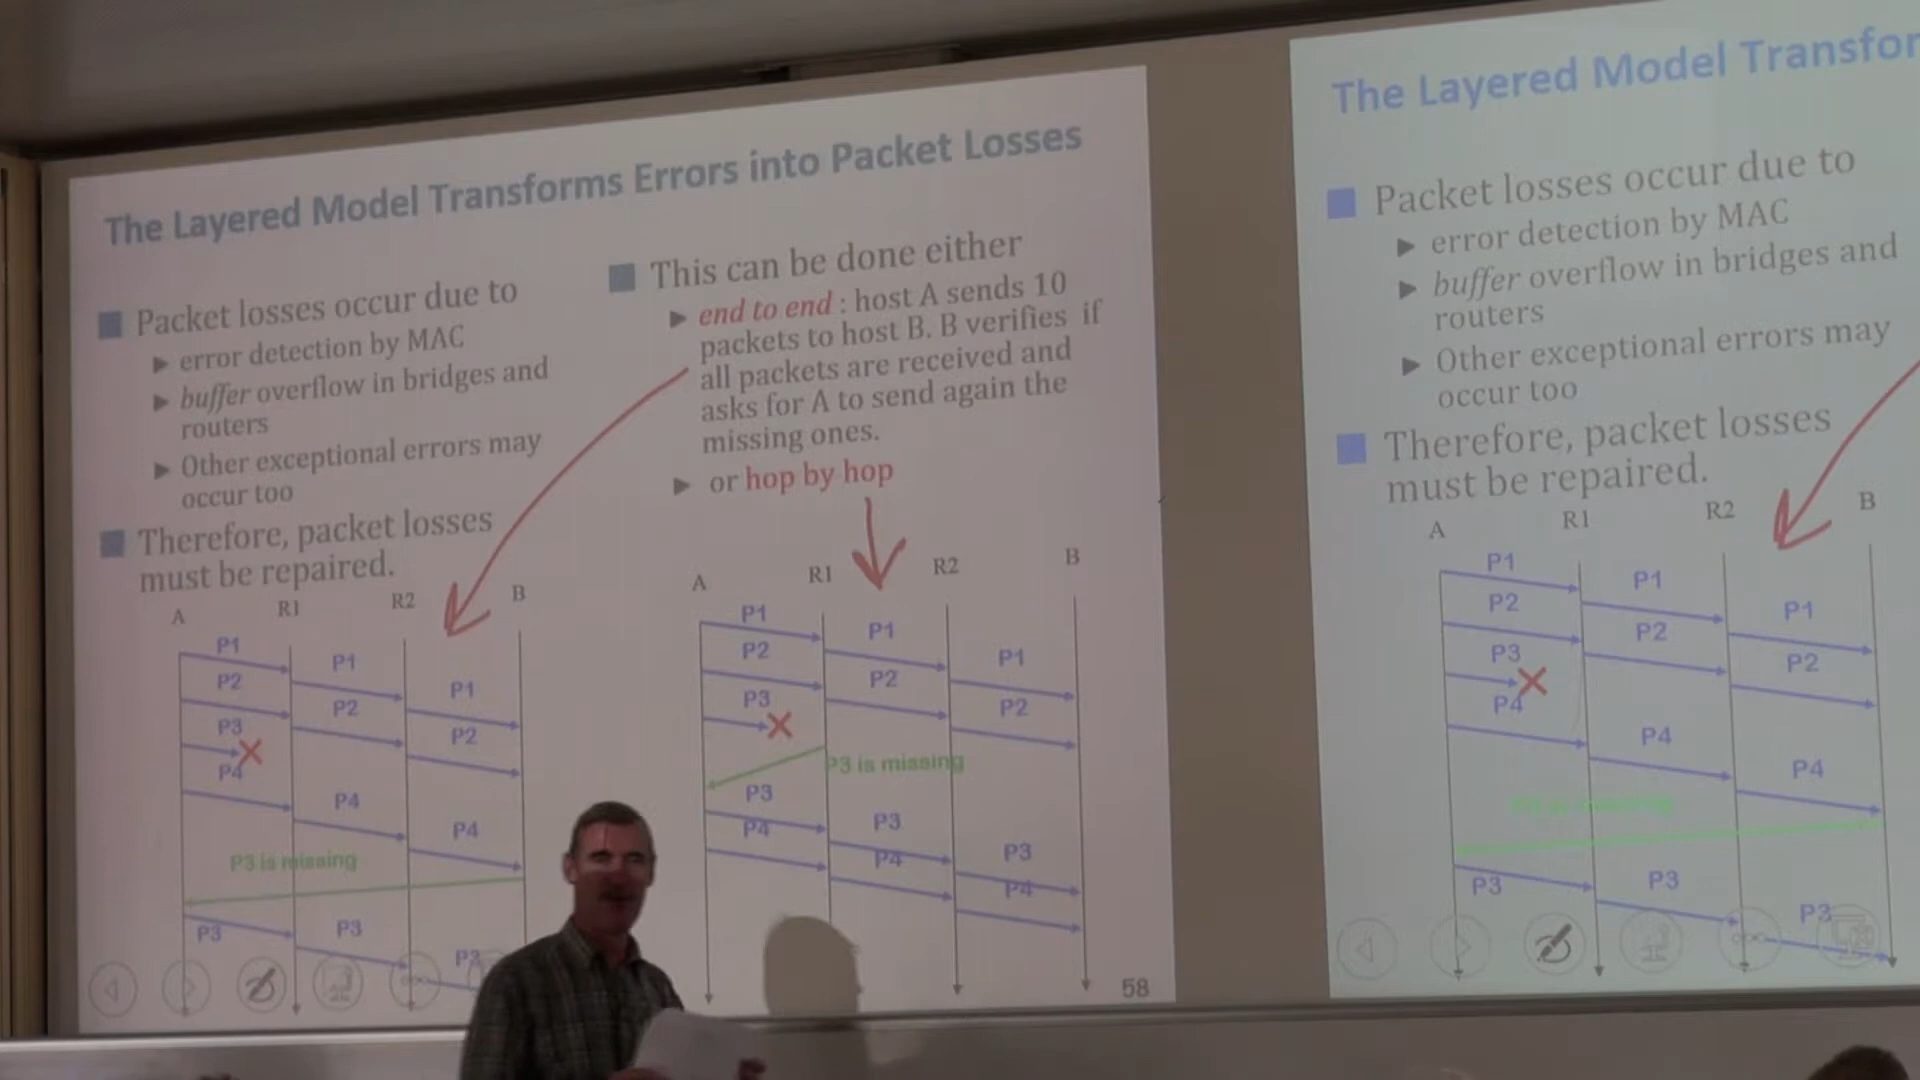 The Layered Model Transforms Errors into Packet Losses
Packet losses occur due to
error detection by MAC
buffer overflow in bridges and
routers
Other exceptional errors may
occur too
Therefore, packet losses
must be repaired.
A R1 R2 B
P1
P1
P1
P2
P2
P2
P3
P4
P4
P4
P3 is missing
P3
P3
P3
This can be done either
end to end : host A sends 10
packets to host B. B verifies if
all packets are received and
asks for A to send again the
missing ones.
or hop by hop
A R1 R2 B
P1
P1
P1
P2
P2
P2
P3
P3 is missing
P3
P3
P3
P4
P4
P4
58
The Layered Model Transfor
Packet losses occur due to
error detection by MAC
buffer overflow in bridges and
routers
Other exceptional errors may
occur too
Therefore, packet losses
must be repaired.
A R1 R2 B
P1
P1
P1
P2
P2
P2
P3
P4
P4
P4
P3 is missing
P3
P3
P3